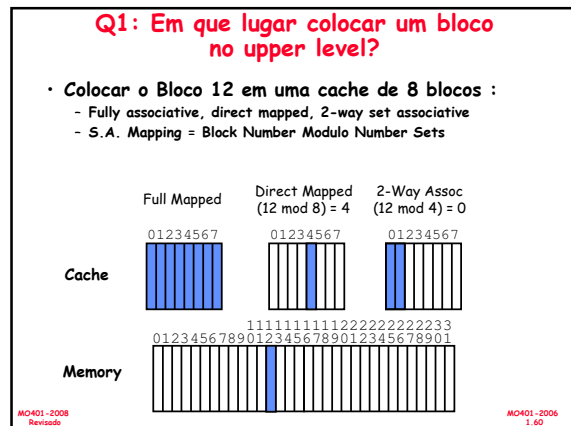 Q1: Em que lugar colocar um bloco
no upper level?
• Colocar o Bloco 12 em uma cache de 8 blocos :
– Fully associative, direct mapped, 2-way set associative
– S.A. Mapping = Block Number Modulo Number Sets
Full Mapped
Direct Mapped
(12 mod 8) = 4
2-Way Assoc
(12 mod 4) = 0
01234567
01234567
01234567
Cache
1111111111222222222233
01234567890123456789012345678901
Memory
MO401-2008
Revisado
MO401-2006
1.60